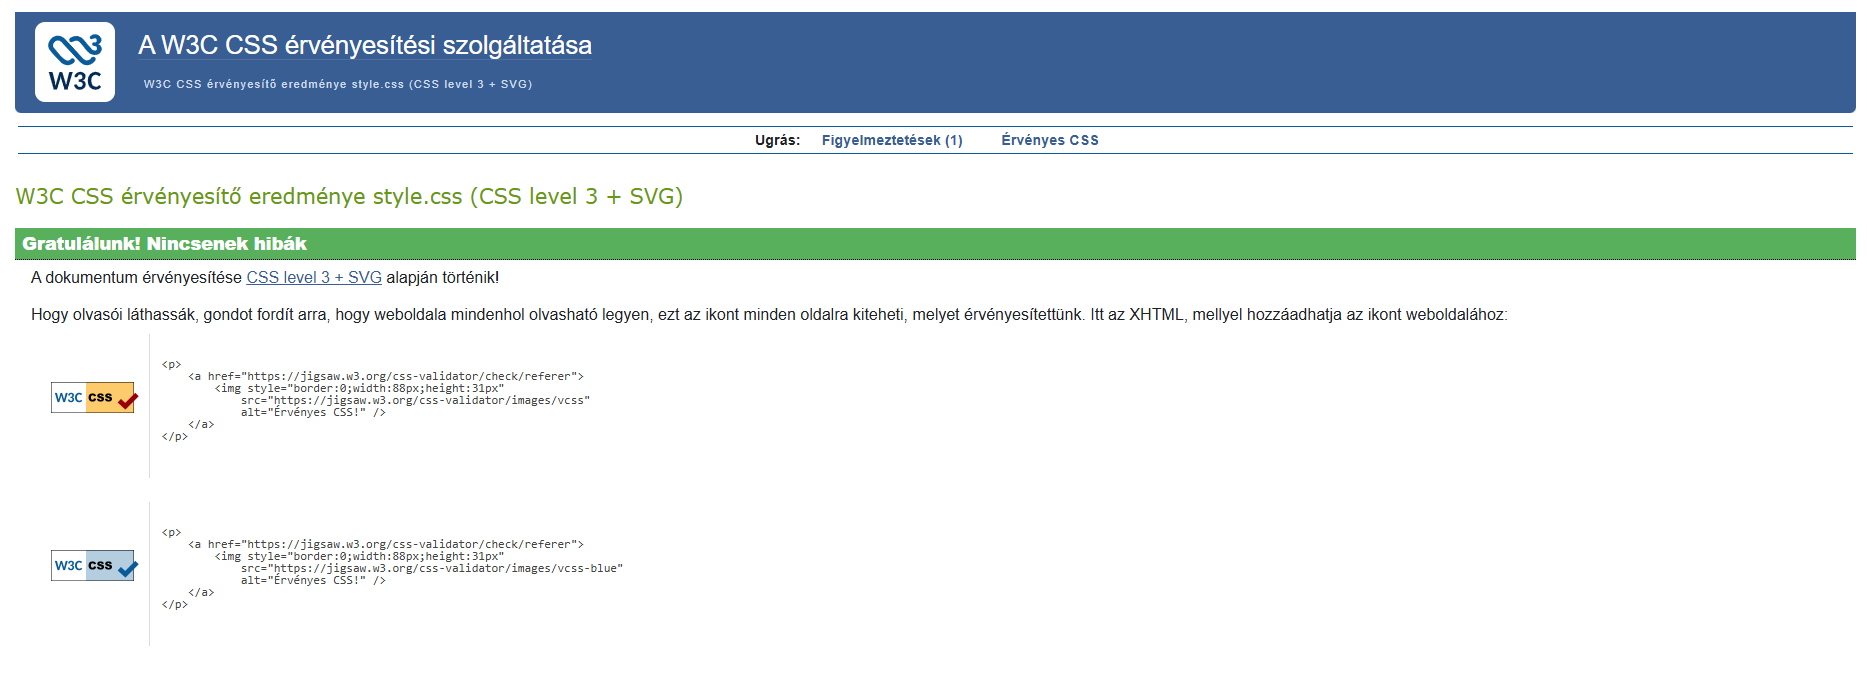 W3C
A W3C CSS érvényesítési szolgáltatása
W3C CSS érvényesítő eredménye style.css (CSS level 3 + SVG)
Ugrás: Figyelmeztetések (1) Érvényes CSS
W3C CSS érvényesítő eredménye style.css (CSS level 3 + SVG)
Gratulálunk! Nincsenek hibák
A dokumentum érvényesítése CSS level 3 + SVG alapján történik!
Hogy olvasói láthassák, gondot fordít arra, hogy weboldala mindenhol olvasható legyen, ezt az ikont minden oldalra kiteheti, melyet érvényesítettünk. Itt az XHTML, mellyel hozzáadhatja az ikont weboldalához:
W3C CSS
<p>
    <a href="https://jigsaw.w3.org/css-validator/check/referer">
        <img style="border:0;width:88px;height:31px"
            src="https://jigsaw.w3.org/css-validator/images/vcss"
            alt="Érvényes CSS!" />
    </a>
</p>
W3C CSS
<p>
    <a href="https://jigsaw.w3.org/css-validator/check/referer">
        <img style="border:0;width:88px;height:31px"
            src="https://jigsaw.w3.org/css-validator/images/vcss-blue"
            alt="Érvényes CSS!" />
    </a>
</p>